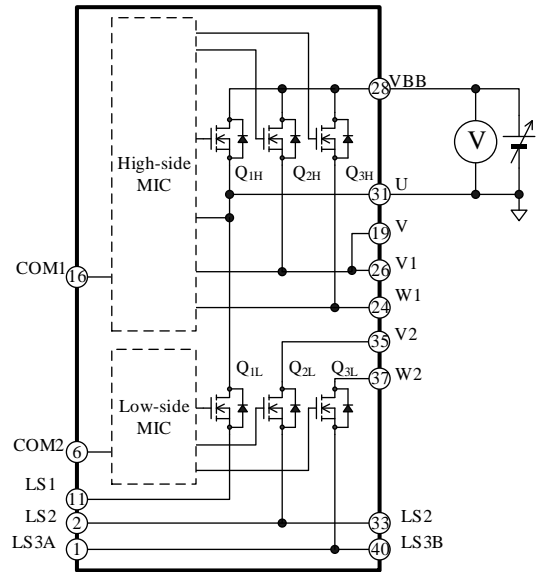 28 VBB
V
High-side
MIC
Q1H
Q2H
Q3H
31 U
19 V
COM1 16
26 V1
24 W1
35 V2
Q1L
Q2L
Q3L
37 W2
Low-side
MIC
COM2 6
LS1 11
LS2 2
33 LS2
LS3A 1
40 LS3B